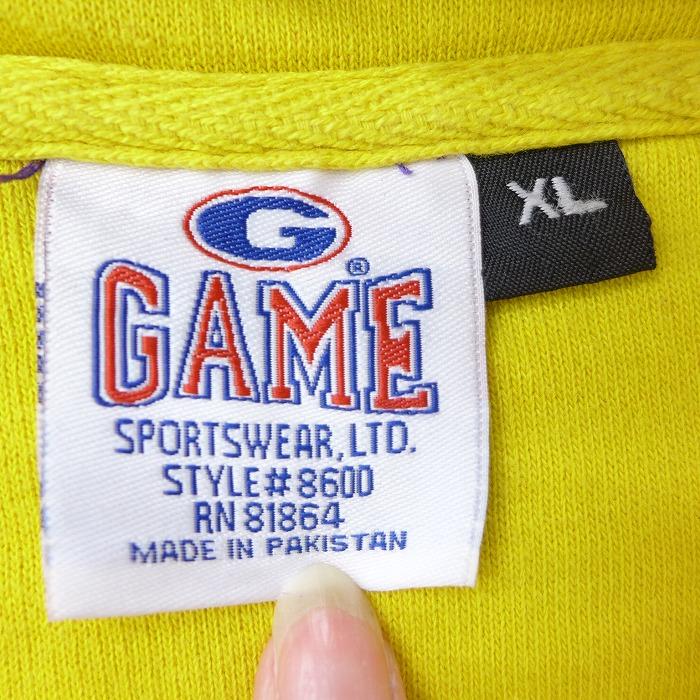 G
GAME®
SPORTSWEAR, LTD.
STYLE# 8600
RN 81864
MADE IN PAKISTAN
XL